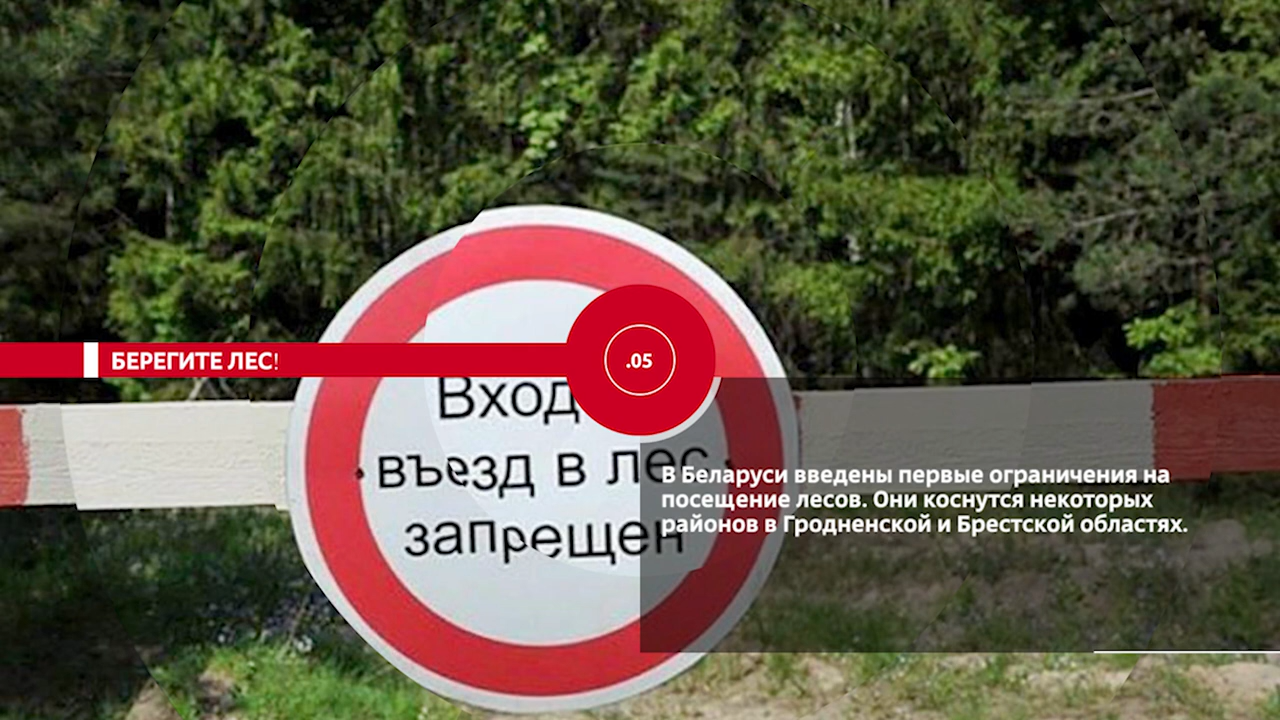 БЕРЕГИТЕ ЛЕС!
.05
Вход
въезд в лес
запрещен
В Беларуси введены первые ограничения на
посещение лесов. Они коснутся некоторых
районов в Гродненской и Брестской областях.